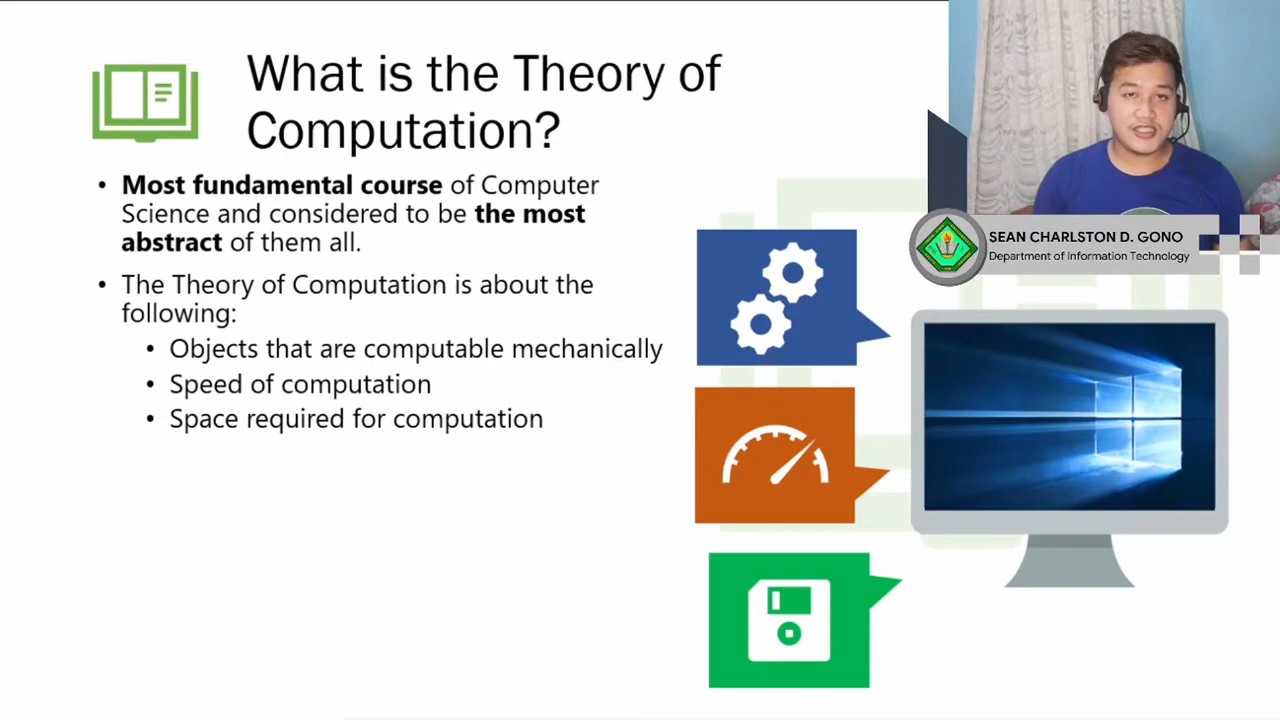 What is the Theory of
Computation?
• Most fundamental course of Computer
Science and considered to be the most
abstract of them all.
• The Theory of Computation is about the
following:
• Objects that are computable mechanically
• Speed of computation
• Space required for computation
SEAN CHARLSTON D. GONO
Department of Information Technology